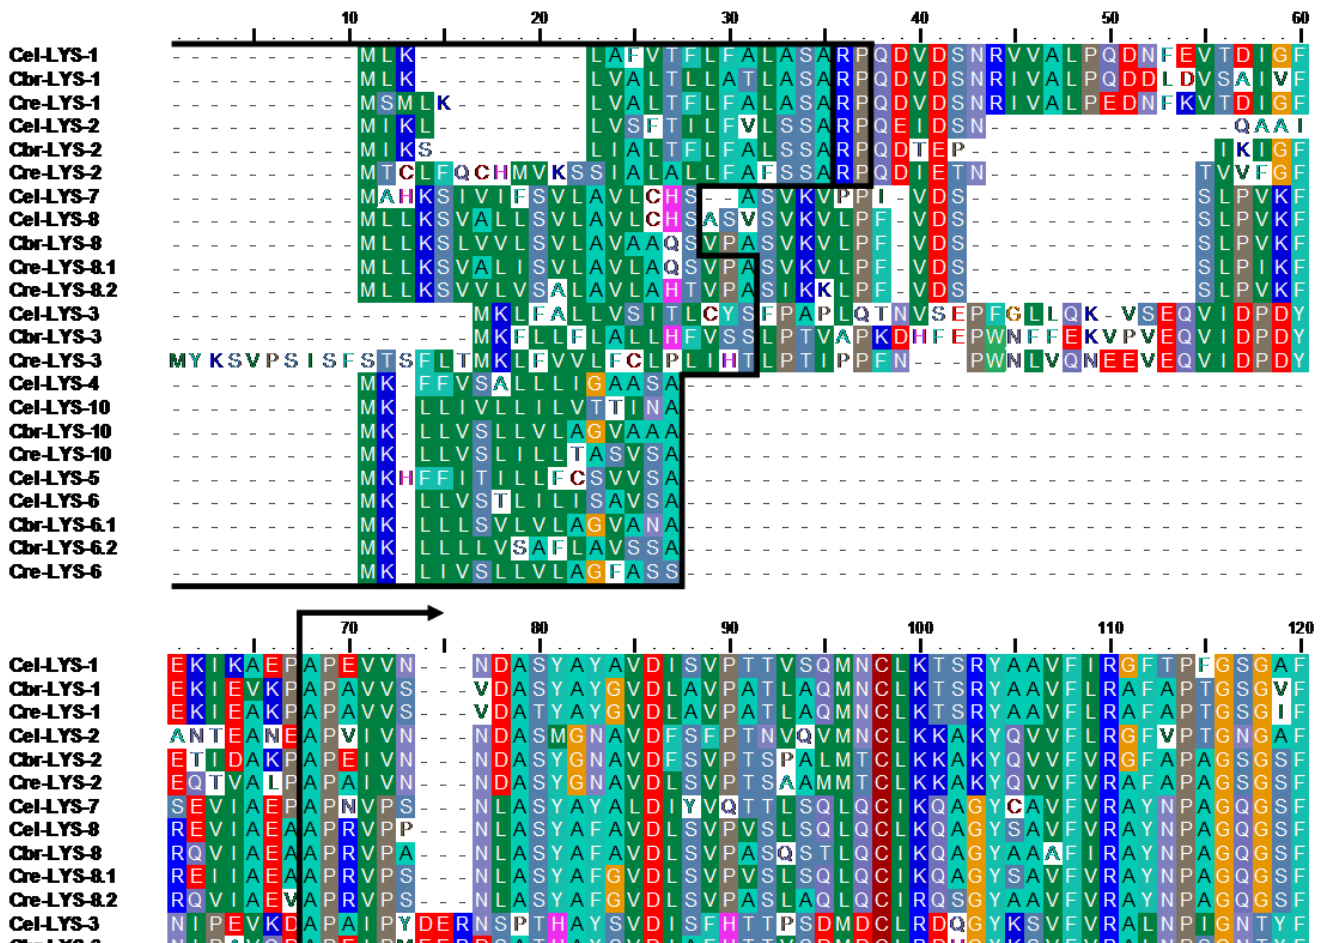 10 20 30 40 50 60
Cel-LYS-1 ----------MLK---------LAFVTFLFALASARPQDVDSNRVVALPQDNFEVTDIGF
Cbr-LYS-1 ----------MLK---------LVALTLLATLASARPQDVDSNRIVALPQDDLDVSAIVF
Cre-LYS-1 ----------MSMLK-------LVALTFLFALASARPQDVDSNRIVALPEDNFKVTDIGF
Cel-LYS-2 ----------MIKL--------LVSFTILFVLSSARPQEIDSN-------------QAAI
Cbr-LYS-2 ----------MIKS--------LIALTFLFALSSARPQDTEP-------------IKIGF
Cre-LYS-2 ----------MTCLFQCHMVKSSIALALLFAFSSARPQDIETN-----------TVVFGF
Cel-LYS-7 ----------MAHKSIVIFSVLAVLCHS--ASVKVPPI-VDS------------SLPVKF
Cel-LYS-8 ----------MLLKSVALLSVLAVLCHSASVSVKVLPF-VDS------------SLPVKF
Cbr-LYS-8 ----------MLLKSLVVLSVLAVAAQSVPASVKVLPF-VDS------------SLPVKF
Cre-LYS-8.1 ----------MLLKSVALISVLAVLAQSVPASVKVLPF-VDS------------SLPIKF
Cre-LYS-8.2 ----------MLLKSVVLVSALAVLAHTVPASIKKLPF-VDS------------SLPVKF
Cel-LYS-3 ----------------MKLFALLVSITLCYSFPAPLQTNVSEPFGLLQK-VSEQVIDPDY
Cbr-LYS-3 ----------------MKFLLFLALLHFVSSLPTVAPKDHFEPWNFFEKVPVEQVIDPDY
Cre-LYS-3 MYKSVPSISFSTSFLTMKLFVVLFCLPLIHTLPTIPPFN---PWNLVQNEEVEQVIDPDY
Cel-LYS-4 ----------MK-FFVSALLLIGAASA---------------------------------
Cel-LYS-10 ----------MK-LLIVLLILVTTINA---------------------------------
Cbr-LYS-10 ----------MK-LLVSLLVLAGVAAA---------------------------------
Cre-LYS-10 ----------MK-LLVSLILLTASVSA---------------------------------
Cel-LYS-5 ----------MKHFFITILLFCSVVSA---------------------------------
Cel-LYS-6 ----------MK-LLVSTLILISAVSA---------------------------------
Cbr-LYS-6.1 ----------MK-LLLSVLVLAGVANA---------------------------------
Cbr-LYS-6.2 ----------MK-LLLLVSAFLAVSSA---------------------------------
Cre-LYS-6 ----------MK-LIVSLLVLAGFASS---------------------------------
70 80 90 100 110 120
Cel-LYS-1 EKIKAEPAPEVVN---NDASYAYAVDISVPTTVSQMNCLKTSRYAAVFIRGFTPFGSGAF
Cbr-LYS-1 EKIEVKPAPAVVS---VDASYAYGVDLAVPATLAQMNCLKTSRYAAVFLRAFAPTGSGVF
Cre-LYS-1 EKIEAKPAPAVVS---VDATYAYGVDLAVPATLAQMNCLKTSRYAAVFLRAFAPTGSGIF
Cel-LYS-2 ANTEANEAPVIVN---NDASMGNAVDFSFPTNVQVMNCLKKAKYQVVFLRGFVPTGNGAF
Cbr-LYS-2 ETIDAKPAPEIVN---NDASYGNAVDFSVPTSPALMTCLKKAKYQVVFVRGFAPAGSGSF
Cre-LYS-2 EQTVALPAPAIVN---NDASYGNAVDLSVPTSAAMMTCLKKAKYQVVFVRAFAPAGSGSF
Cel-LYS-7 SEVIAEPAPNVPS---NLASYAYALDIYVQTTLSQLQCIKQAGYCAVFVRAYNPAGQGSF
Cel-LYS-8 REVIAEAAPRVPP---NLASYAFAVDLSVPVSLSQLQCLKQAGYSAVFVRAYNPAGQGSF
Cbr-LYS-8 RQVIAEAAPRVPA---NLASYAFAVDLSVPASQSTLQCIKQAGYAAAFIRAYNPAGQGSF
Cre-LYS-8.1 REIIAEAAPRVPS---NLASYAFGVDLSVPVSLSQLQCIKQAGYSAVFVRAYNPAGQGSF
Cre-LYS-8.2 RQVIAEVAPRVPS---NLASYAFGVDLSVPASLAQLQCIRQSGYAAVFVRAYNPAGQGSF
Cel-LYS-3 NIPEVKDAPAIPYDERNSPTHAYSVDLSFHTTPSDMDCLRDQGYKSVFVRALNPIGNTYF